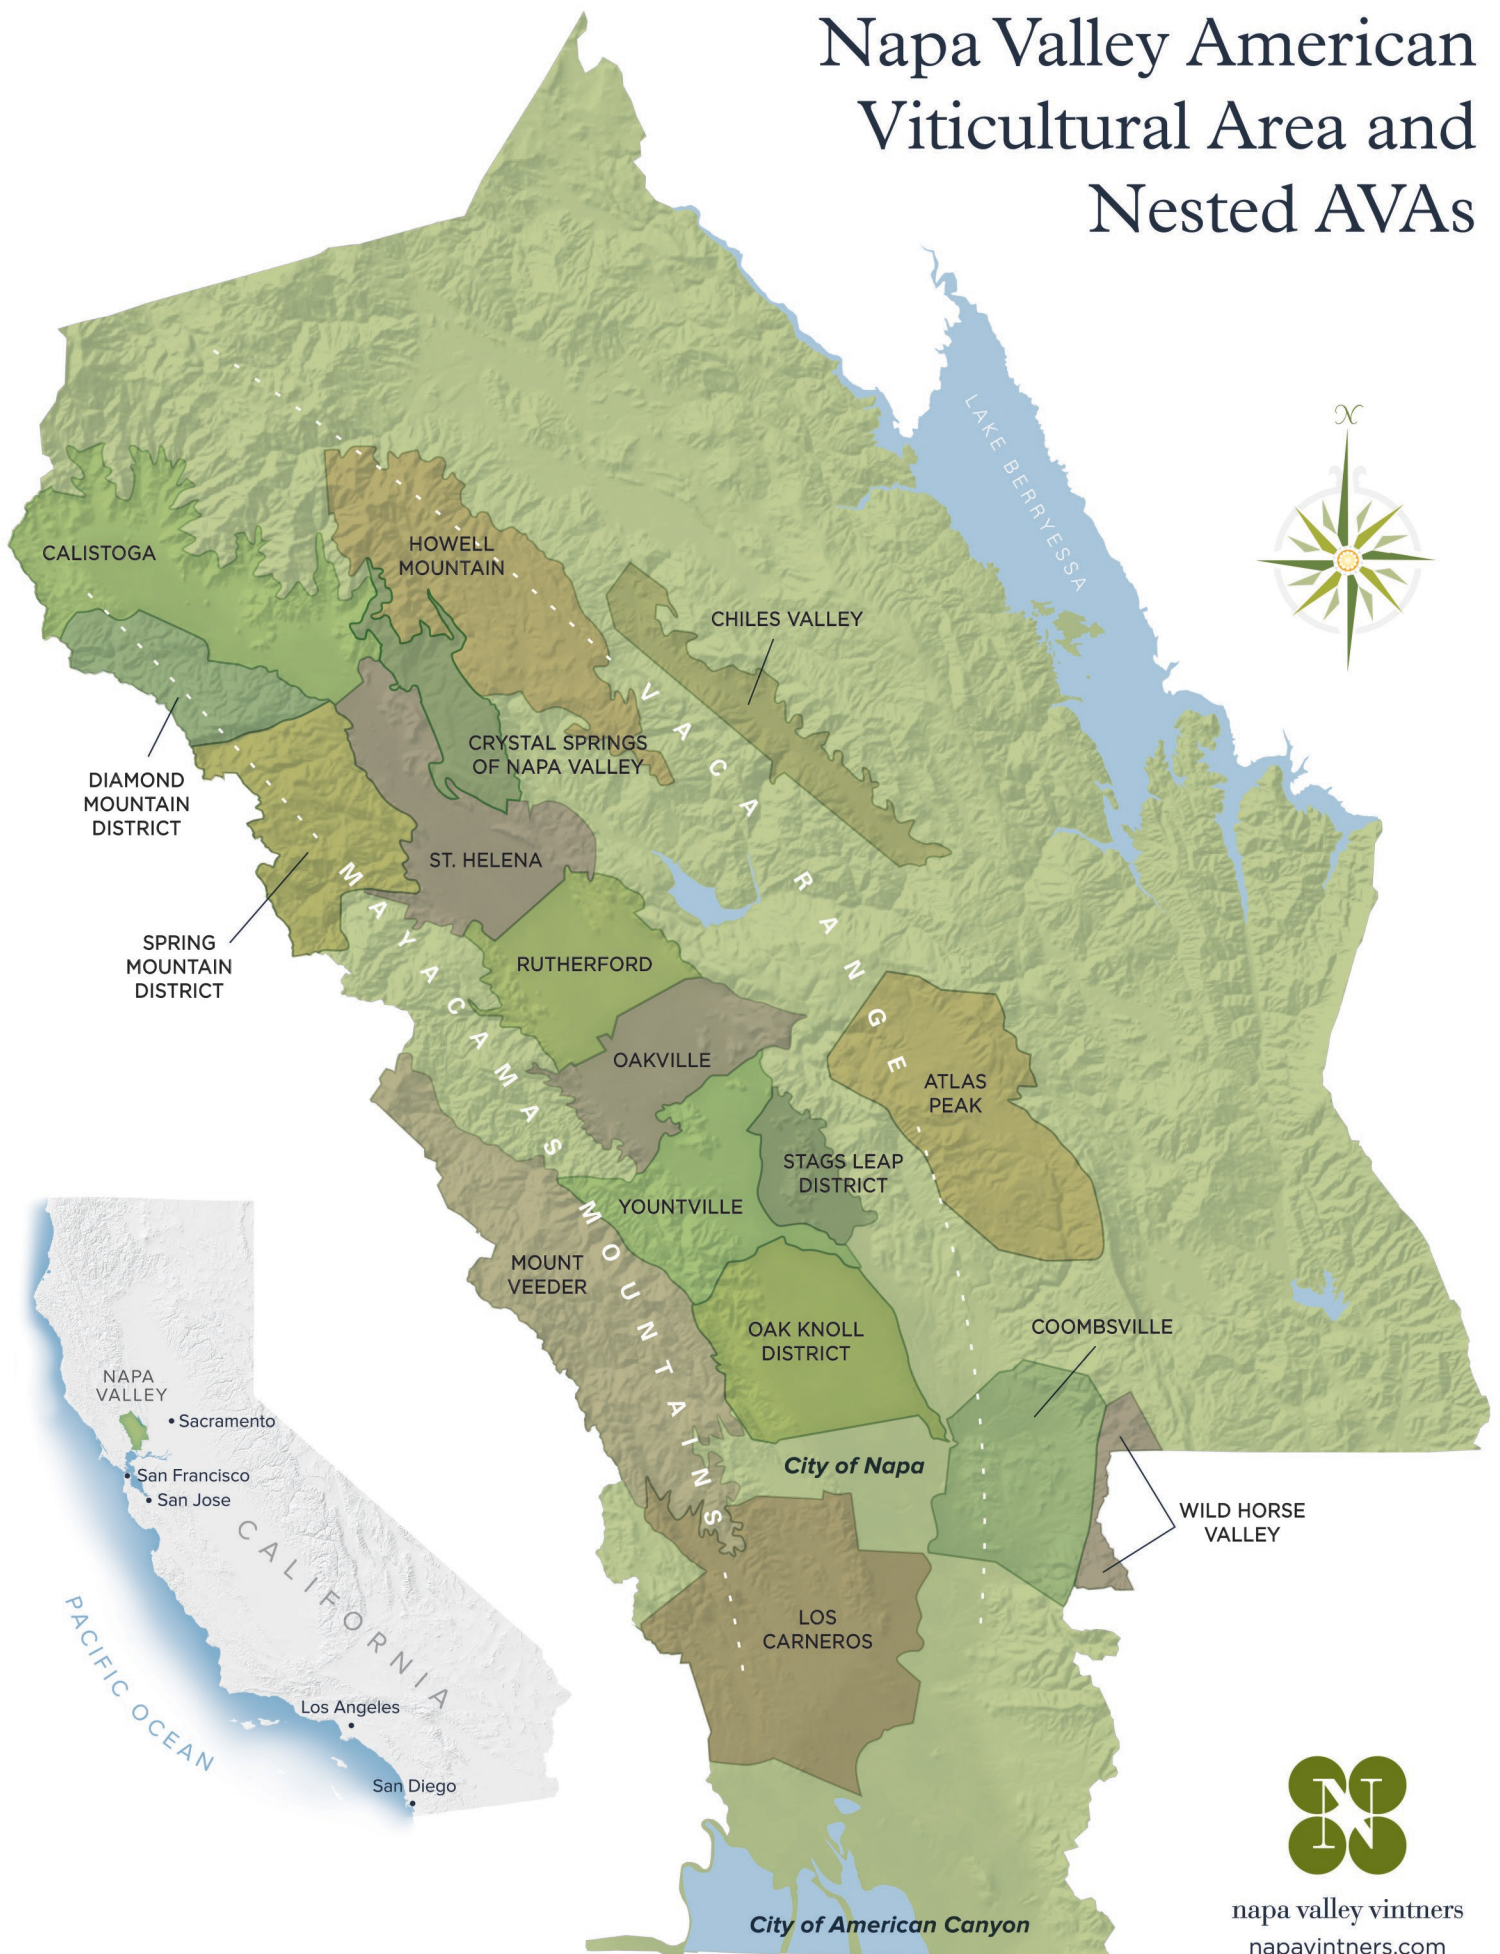 Napa Valley American
Viticultural Area and
Nested AVAs
N
LAKE BERRYESSA
CALISTOGA
HOWELL
MOUNTAIN
CHILES VALLEY
VACA RANGE
DIAMOND
MOUNTAIN
DISTRICT
CRYSTAL SPRINGS
OF NAPA VALLEY
ST. HELENA
SPRING
MOUNTAIN
DISTRICT
MAYACAMAS MOUNTAINS
RUTHERFORD
OAKVILLE
ATLAS
PEAK
STAGS LEAP
DISTRICT
YOUNTVILLE
MOUNT
VEEDER
OAK KNOLL
DISTRICT
COOMBSVILLE
City of Napa
WILD HORSE
VALLEY
LOS
CARNEROS
City of American Canyon
NAPA
VALLEY
Sacramento
San Francisco
San Jose
CALIFORNIA
PACIFIC OCEAN
Los Angeles
San Diego
N
napa valley vintners
napavintners.com